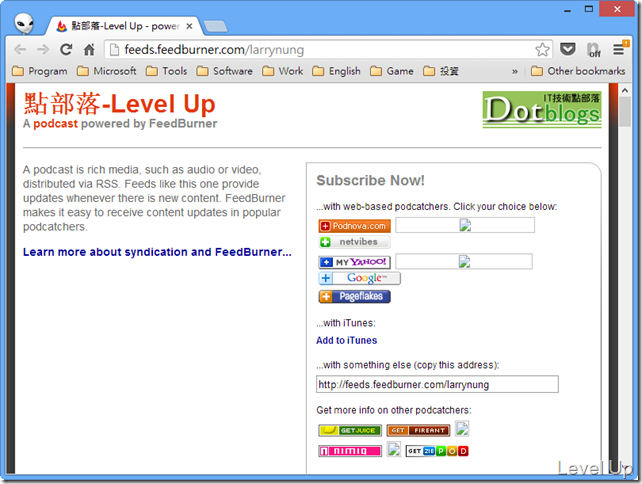 點部落-Level Up - power
feeds.feedburner.com/larrynung
off
Program Microsoft Tools Software Work English Game 投資 » Other bookmarks
點部落-Level Up
A podcast powered by FeedBurner
IT技術點部落
Dotblogs
A podcast is rich media, such as audio or video,
distributed via RSS. Feeds like this one provide
updates whenever there is new content. FeedBurner
makes it easy to receive content updates in popular
podcatchers.
Learn more about syndication and FeedBurner...
Subscribe Now!
...with web-based podcatchers. Click your choice below:
Podnova.com
netvibes
MY YAHOO!
Google™
Pageflakes
...with iTunes:
Add to iTunes
...with something else (copy this address):
http://feeds.feedburner.com/larrynung
Get more info on other podcatchers:
GET JUICE GET FIREANT
nimiq GET ZIEPOD
Level Up